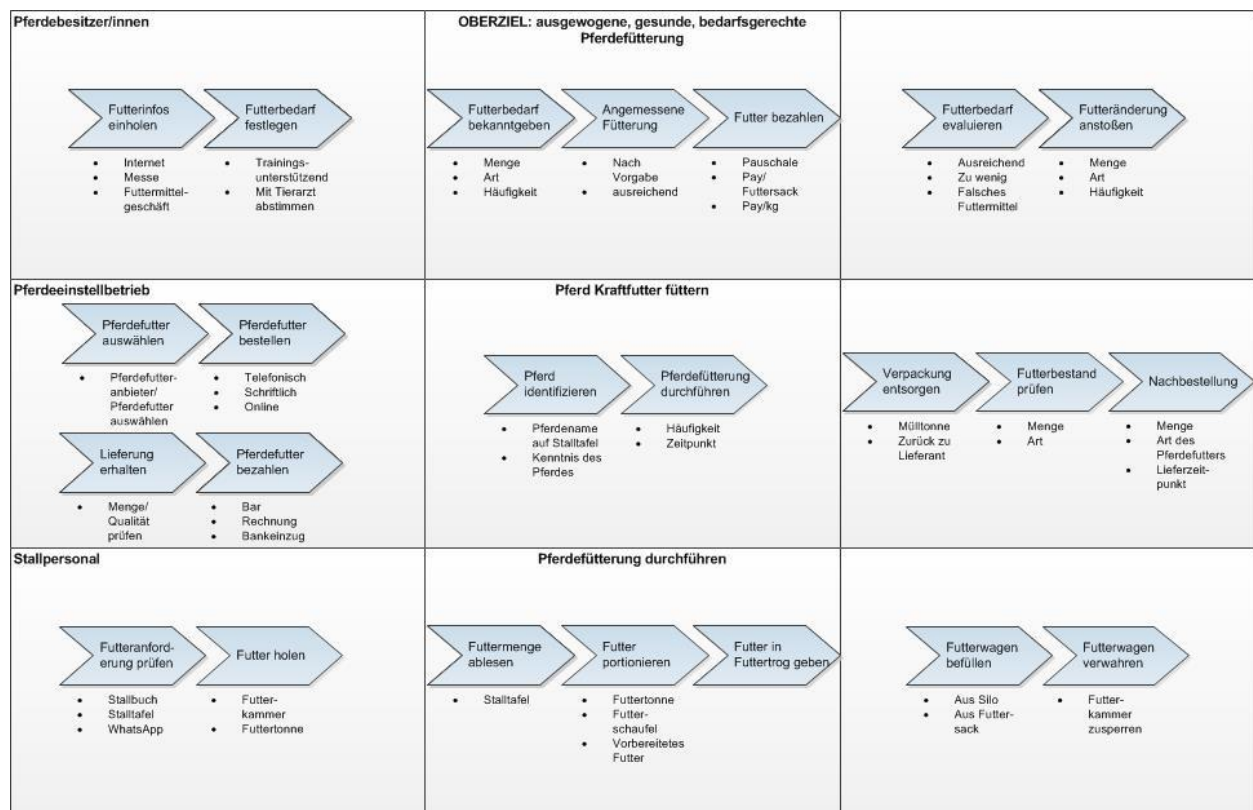 Pferdebesitzer/innen
OBERZIEL: ausgewogene, gesunde, bedarfsgerechte
Pferdefütterung
Futterinfos
einholen
Internet
Messe
Futtermittel-
geschäft
Futterbedarf
festlegen
Trainings-
unterstützend
Mit Tierarzt
abstimmen
Futterbedarf
bekanntgeben
Menge
Art
Häufigkeit
Angemessene
Fütterung
Nach
Vorgabe
ausreichend
Futter bezahlen
Pauschale
Pay/
Futtersack
Pay/kg
Futterbedarf
evaluieren
Ausreichend
Zu wenig
Falsches
Futtermittel
Futteränderung
anstoßen
Menge
Art
Häufigkeit
Pferdeeinstellbetrieb
Pferdefutter
auswählen
Pferdefutter-
anbieter/
Pferdefutter
auswählen
Pferdefutter
bestellen
Telefonisch
Schriftlich
Online
Lieferung
erhalten
Menge/
Qualität
prüfen
Pferdefutter
bezahlen
Bar
Rechnung
Bankeinzug
Pferd Kraftfutter füttern
Pferd
identifizieren
Pferdename
auf Stalltafel
Kenntnis des
Pferdes
Pferdefütterung
durchführen
Häufigkeit
Zeitpunkt
Verpackung
entsorgen
Mülltonne
Zurück zu
Lieferant
Futterbestand
prüfen
Menge
Art
Nachbestellung
Menge
Art des
Pferdefutters
Lieferzeit-
punkt
Stallpersonal
Futteranford-
erung prüfen
Stallbuch
Stalltafel
WhatsApp
Futter holen
Futter-
kammer
Futtertonne
Pferdefütterung durchführen
Futtermenge
ablesen
Stalltafel
Futter
portionieren
Futtertonne
Futter-
schaufel
Vorbereitetes
Futter
Futter in
Futtertrog geben
Futterwagen
befüllen
Aus Silo
Aus Futter-
sack
Futterwagen
verwahren
Futter-
kammer
zusperren